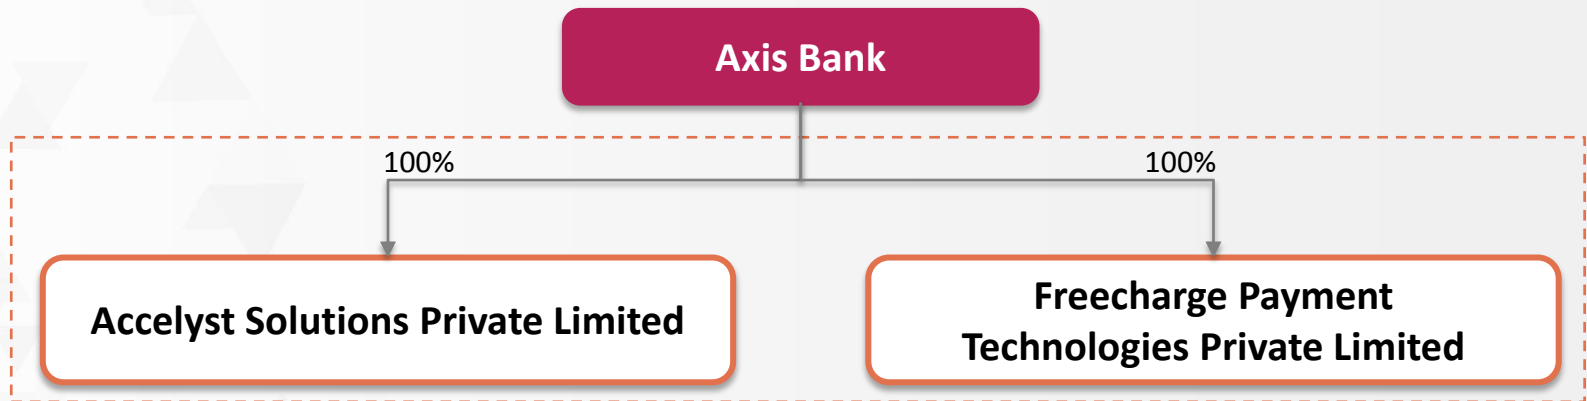 Axis Bank
100%
100%
Accelyst Solutions Private Limited
Freecharge Payment
Technologies Private Limited